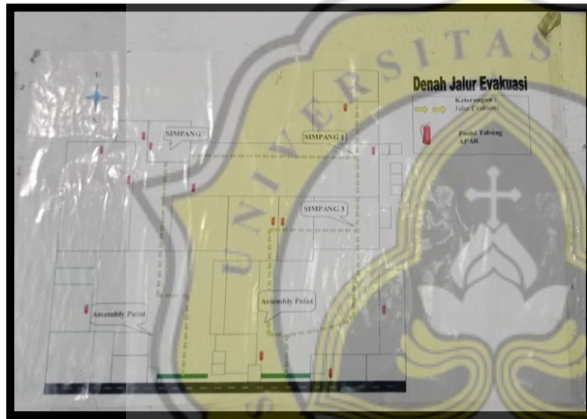 UNIVERSITAS
U
Denah Jalur Evakuasi
Keterangan :
Jalur Evakuasi
Posisi Tabung
APAR
SIMPANG
SIMPANG 1
SIMPANG 3
Assembly Point
Assembly Point